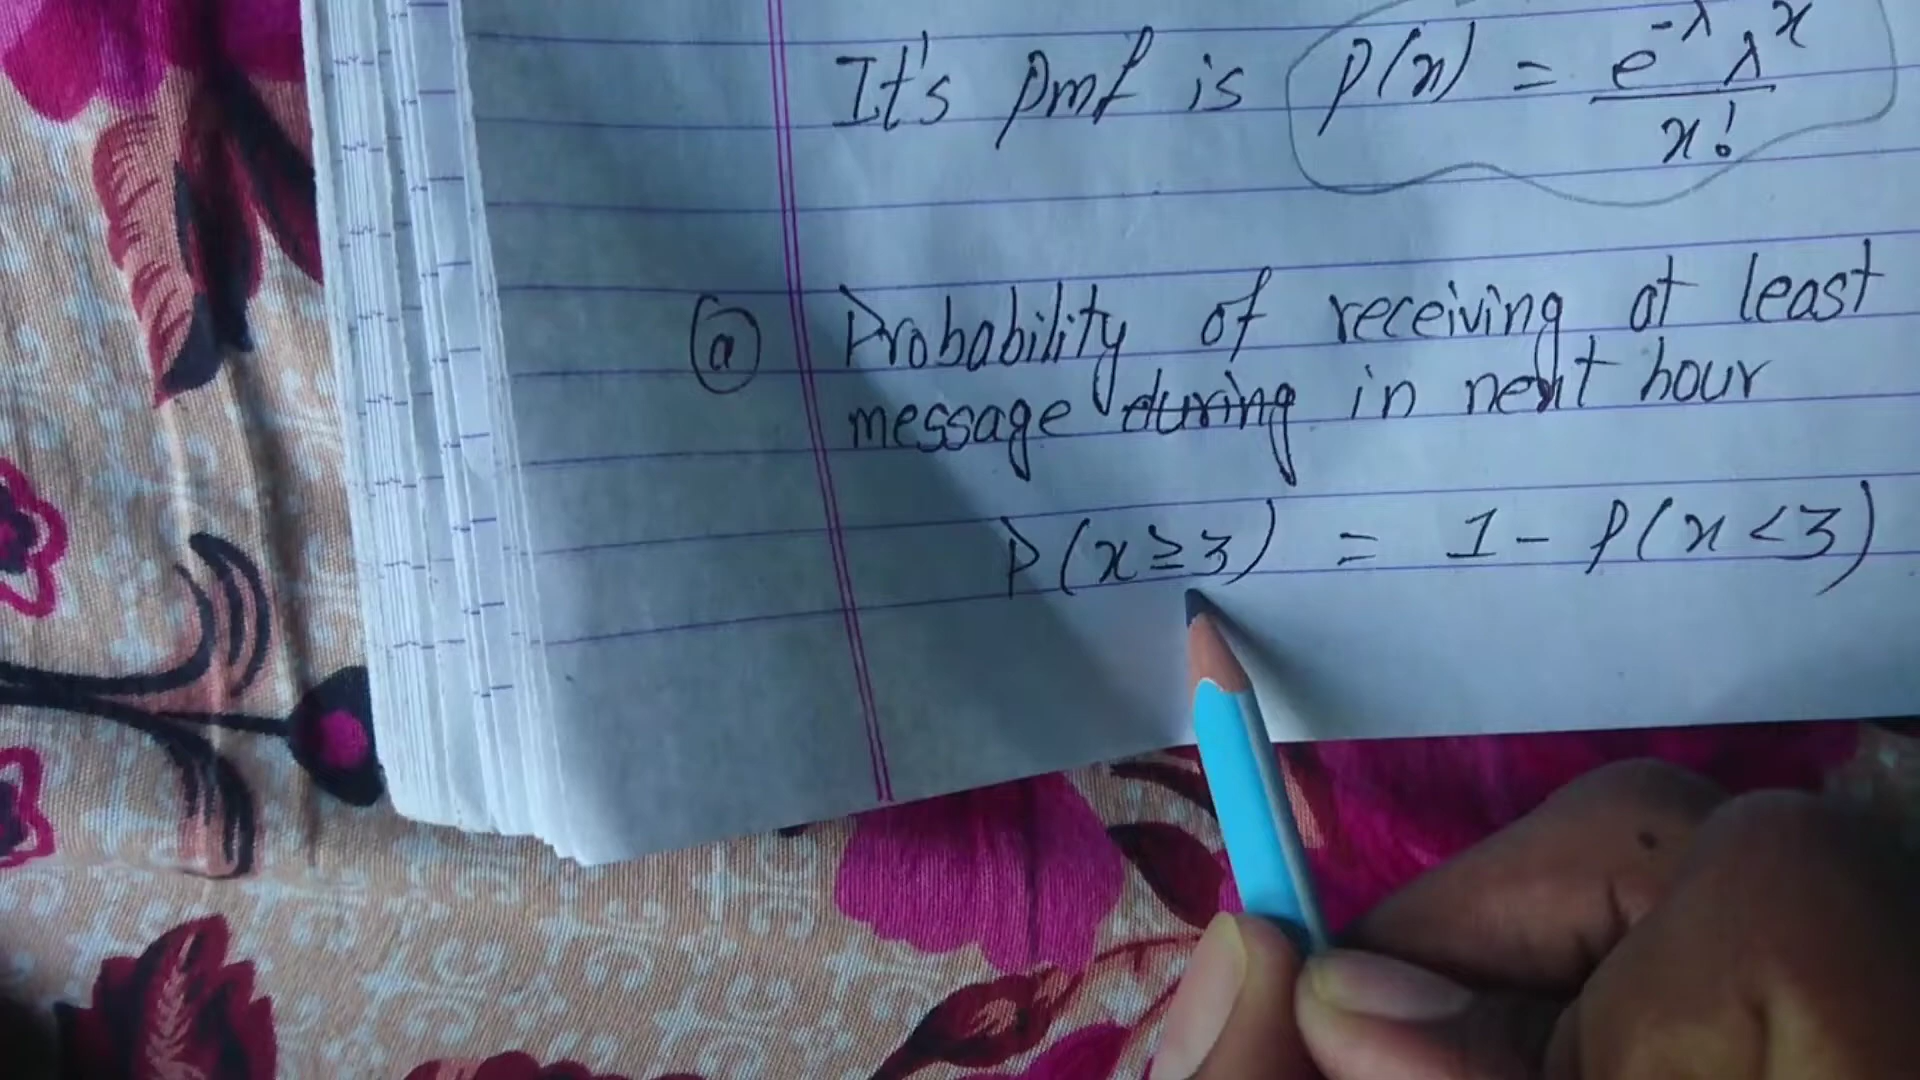 It's pmf is p(x) = e^-λ λ^x / x!
(a) Probability of receiving at least
message during in next hour
P(x≥3) = 1 - P(x<3)